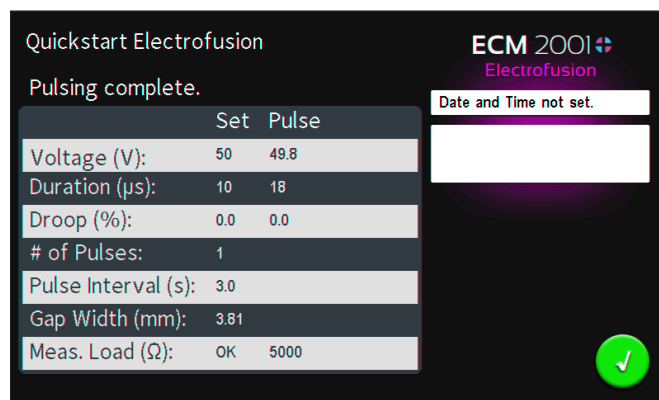 Quickstart Electrofusion
ECM 2001
Electrofusion
Pulsing complete.
Date and Time not set.
Set Pulse
Voltage (V): 50 49.8
Duration (µs): 10 18
Droop (%): 0.0 0.0
# of Pulses: 1
Pulse Interval (s): 3.0
Gap Width (mm): 3.81
Meas. Load (Ω): OK 5000